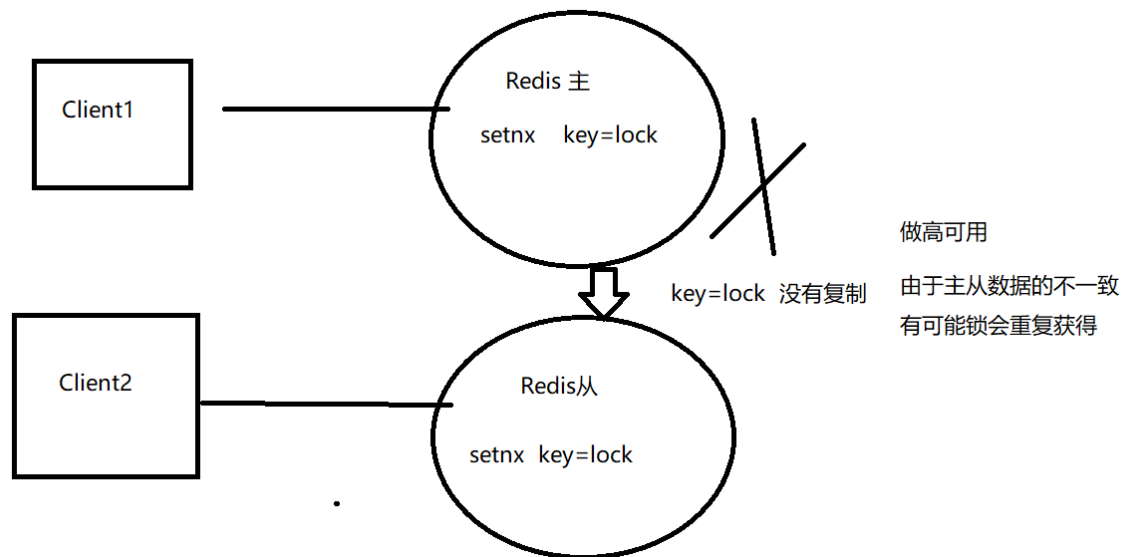 Client1
Redis 主
setnx key=lock
做高可用
key=lock 没有复制
由于主从数据的不一致
有可能锁会重复获得
Client2
Redis从
setnx key=lock